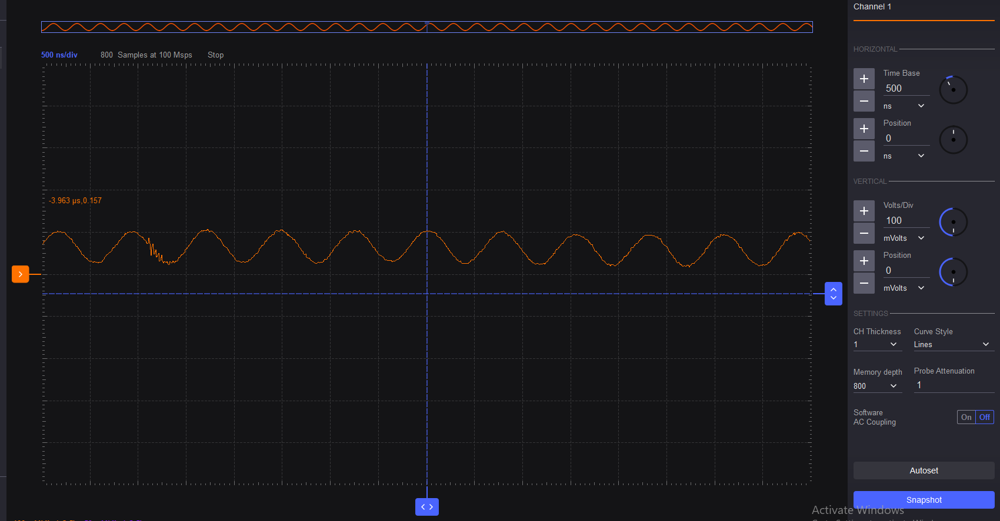 Channel 1
500 ns/div 800 Samples at 100 Msps Stop
-3.963 µs,0.157
HORIZONTAL
Time Base
+ 500
− ns
Position
+ 0
− ns
VERTICAL
Volts/Div
+ 100
− mVolts
Position
+ 0
− mVolts
SETTINGS
CH Thickness Curve Style
1 Lines
Memory depth Probe Attenuation
800 1
Software
AC Coupling
On Off
Autoset
Snapshot
Activate Windows